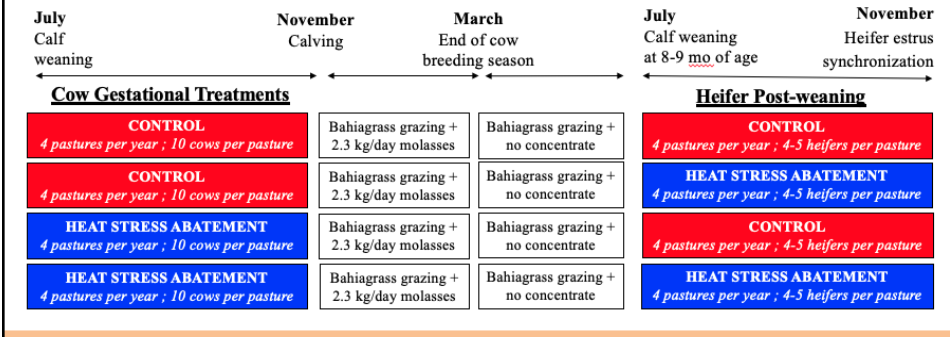 July
Calf
weaning
November
Calving
March
End of cow
breeding season
July
Calf weaning
at 8-9 mo of age
November
Heifer estrus
synchronization
Cow Gestational Treatments
Heifer Post-weaning
CONTROL
4 pastures per year ; 10 cows per pasture
Bahiagrass grazing +
2.3 kg/day molasses
Bahiagrass grazing +
no concentrate
CONTROL
4 pastures per year ; 4-5 heifers per pasture
CONTROL
4 pastures per year ; 10 cows per pasture
Bahiagrass grazing +
2.3 kg/day molasses
Bahiagrass grazing +
no concentrate
HEAT STRESS ABATEMENT
4 pastures per year ; 4-5 heifers per pasture
HEAT STRESS ABATEMENT
4 pastures per year ; 10 cows per pasture
Bahiagrass grazing +
2.3 kg/day molasses
Bahiagrass grazing +
no concentrate
CONTROL
4 pastures per year ; 4-5 heifers per pasture
HEAT STRESS ABATEMENT
4 pastures per year ; 10 cows per pasture
Bahiagrass grazing +
2.3 kg/day molasses
Bahiagrass grazing +
no concentrate
HEAT STRESS ABATEMENT
4 pastures per year ; 4-5 heifers per pasture